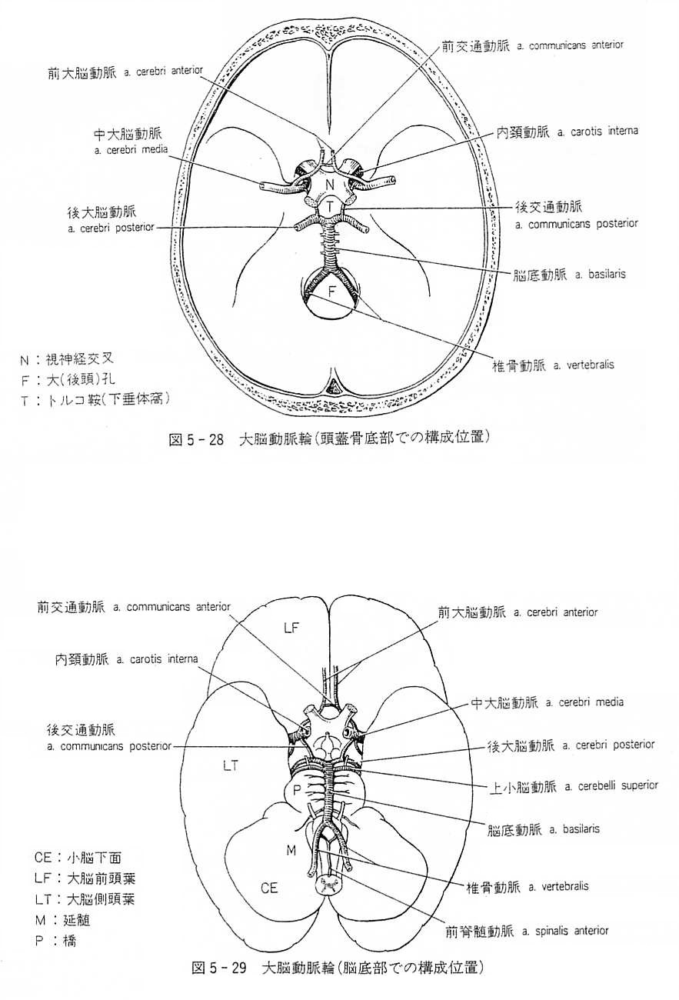 前交通動脈 a. communicans anterior
前大脳動脈 a. cerebri anterior
中大脳動脈
a. cerebri media
内頚動脈 a. carotis interna
N
後大脳動脈
a. cerebri posterior
T
後交通動脈
a. communicans posterior
脳底動脈 a. basilaris
F
椎骨動脈 a. vertebralis
N：視神経交叉
F：大(後頭)孔
T：トルコ鞍(下垂体窩)
図5-28 大脳動脈輪(頭蓋骨底部での構成位置)
前交通動脈 a. communicans anterior
前大脳動脈 a. cerebri anterior
LF
内頚動脈 a. carotis interna
中大脳動脈 a. cerebri media
後交通動脈
a. communicans posterior
後大脳動脈 a. cerebri posterior
LT
P
上小脳動脈 a. cerebelli superior
脳底動脈 a. basilaris
M
CE
椎骨動脈 a. vertebralis
前脊髄動脈 a. spinalis anterior
CE：小脳下面
LF：大脳前頭葉
LT：大脳側頭葉
M：延髄
P：橋
図5-29 大脳動脈輪(脳底部での構成位置)